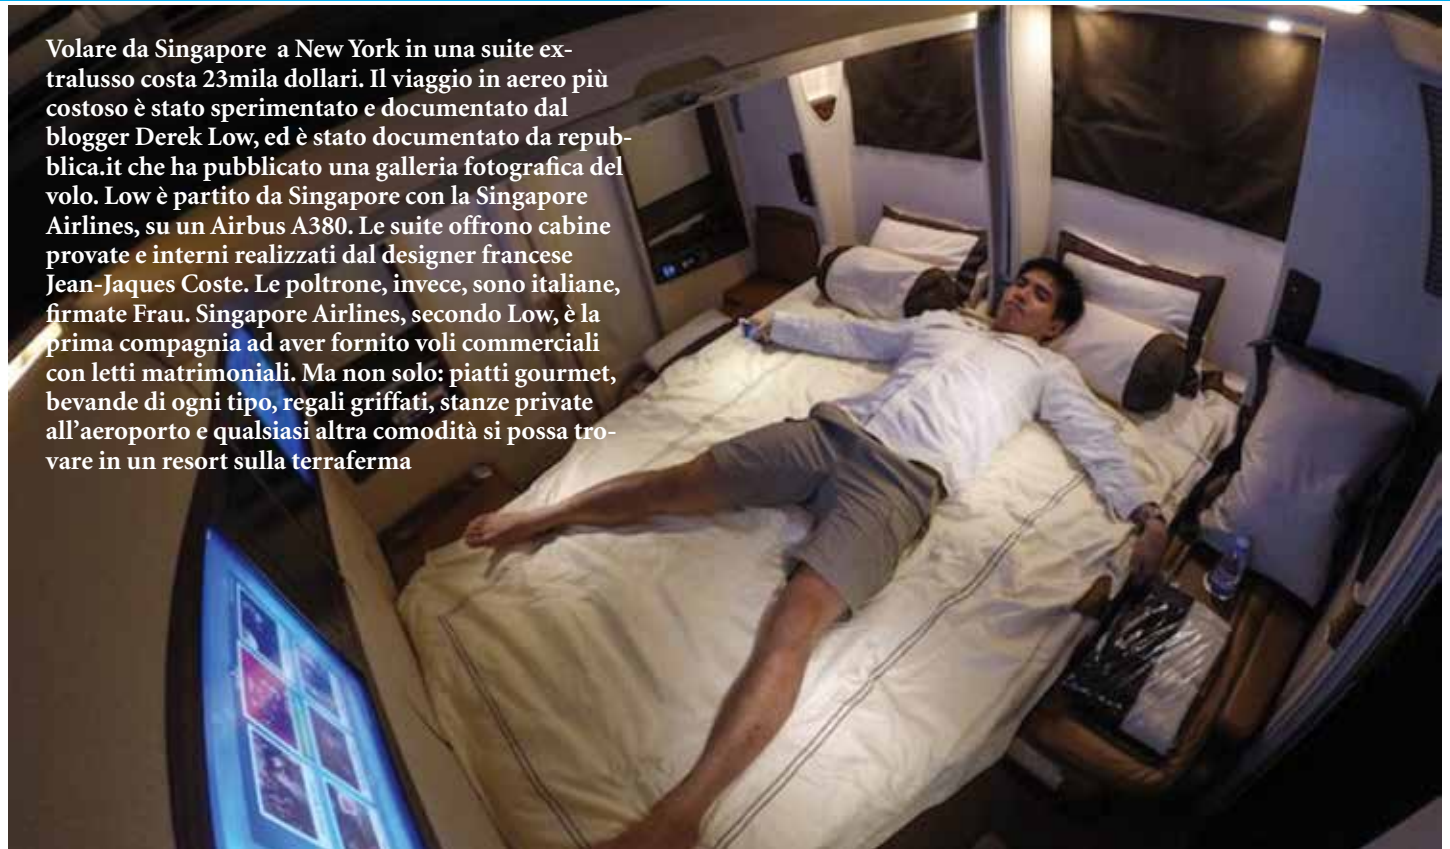 Volare da Singapore a New York in una suite ex-
tralusso costa 23mila dollari. Il viaggio in aereo più
costoso è stato sperimentato e documentato dal
blogger Derek Low, ed è stato documentato da repub-
blica.it che ha pubblicato una galleria fotografica del
volo. Low è partito da Singapore con la Singapore
Airlines, su un Airbus A380. Le suite offrono cabine
provate e interni realizzati dal designer francese
Jean-Jaques Coste. Le poltrone, invece, sono italiane,
firmate Frau. Singapore Airlines, secondo Low, è la
prima compagnia ad aver fornito voli commerciali
con letti matrimoniali. Ma non solo: piatti gourmet,
bevande di ogni tipo, regali griffati, stanze private
all’aeroporto e qualsiasi altra comodità si possa tro-
vare in un resort sulla terraferma